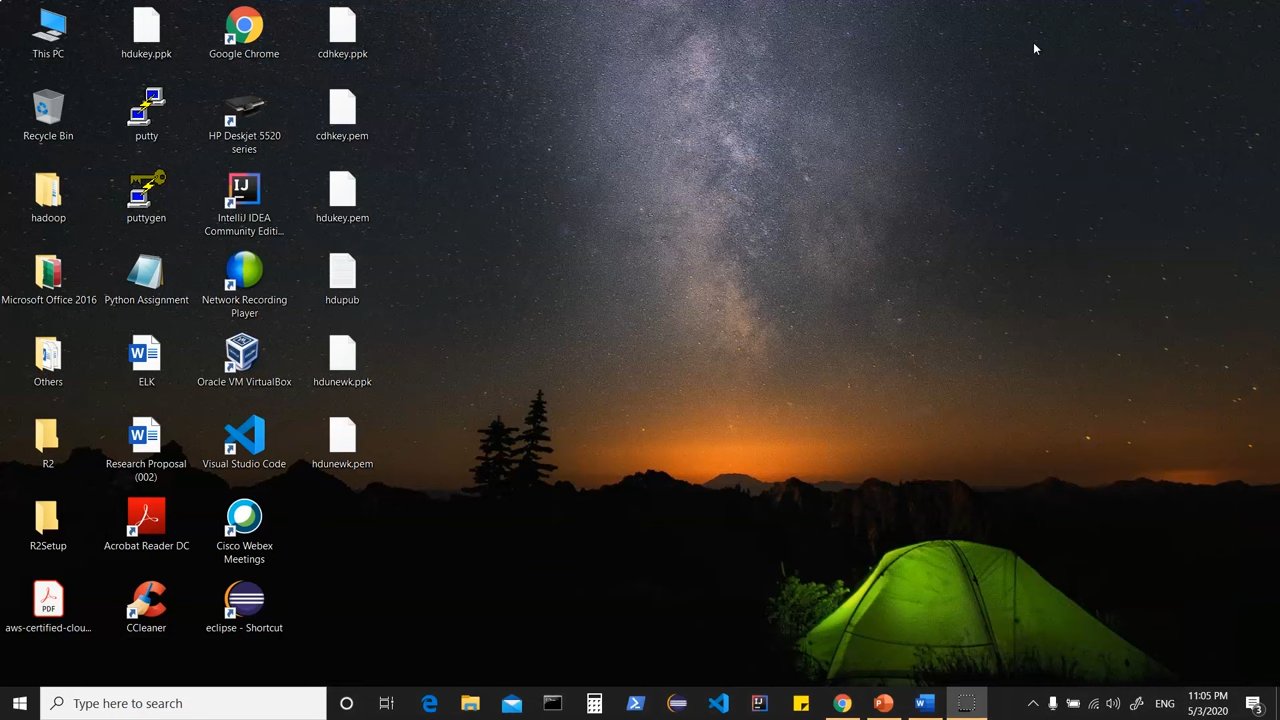 This PC
hdukey.ppk
Google Chrome
cdhkey.ppk
Recycle Bin
putty
HP Deskjet 5520
series
cdhkey.pem
hadoop
puttygen
IJ
IntelliJ IDEA
Community Editi...
hdukey.pem
Microsoft Office 2016
Python Assignment
Network Recording
Player
hdupub
Others
W
ELK
Oracle VM VirtualBox
hdunewk.ppk
R2
W
Research Proposal
(002)
Visual Studio Code
hdunewk.pem
R2Setup
Acrobat Reader DC
Cisco Webex
Meetings
PDF
aws-certified-clou...
CCleaner
eclipse - Shortcut
Type here to search
ENG
11:05 PM
5/3/2020
3